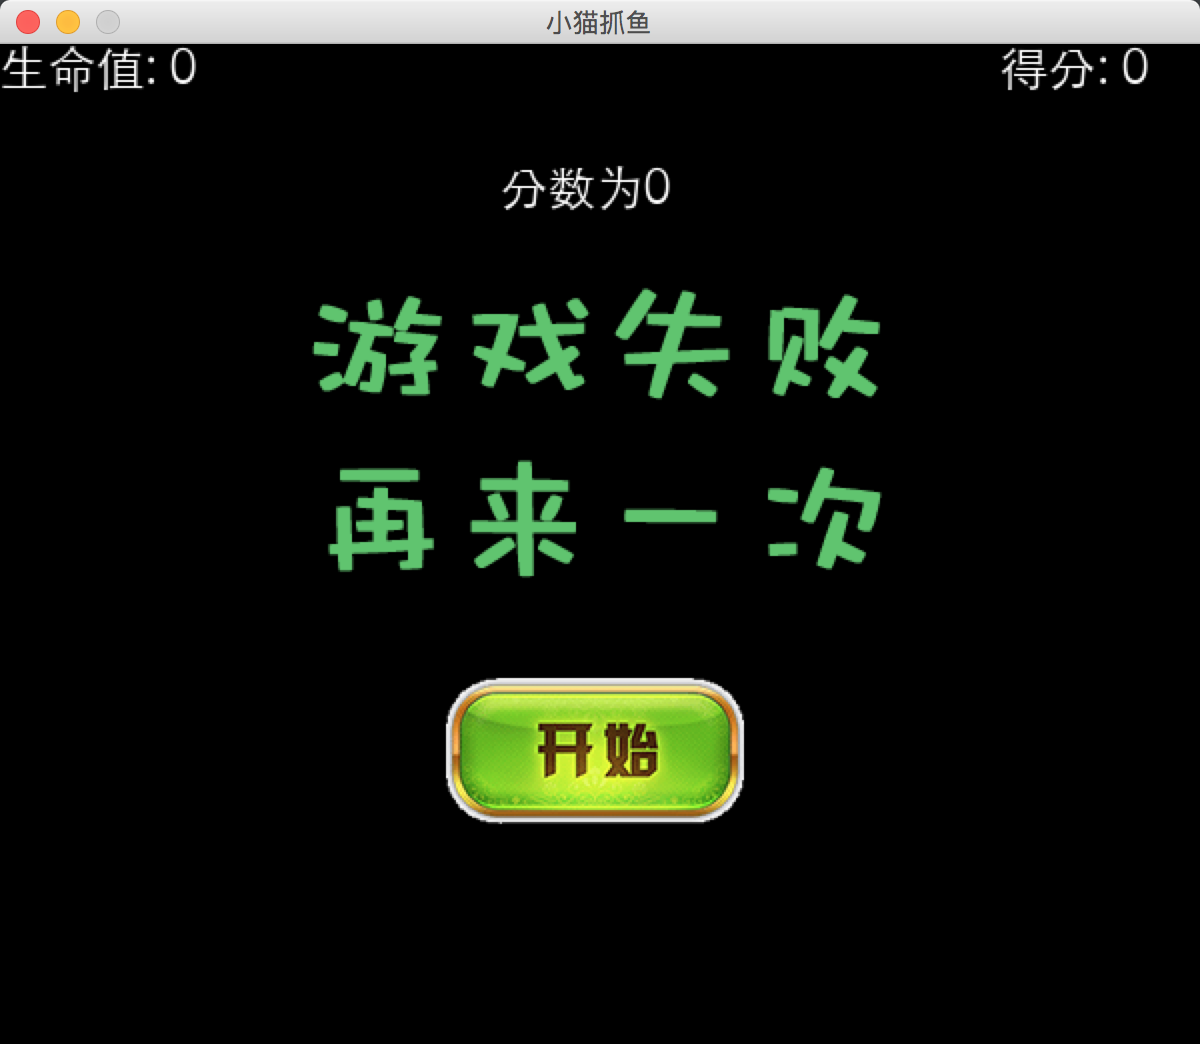 小猫抓鱼
生命值: 0 得分: 0
分数为0
游戏失败
再来一次
开始